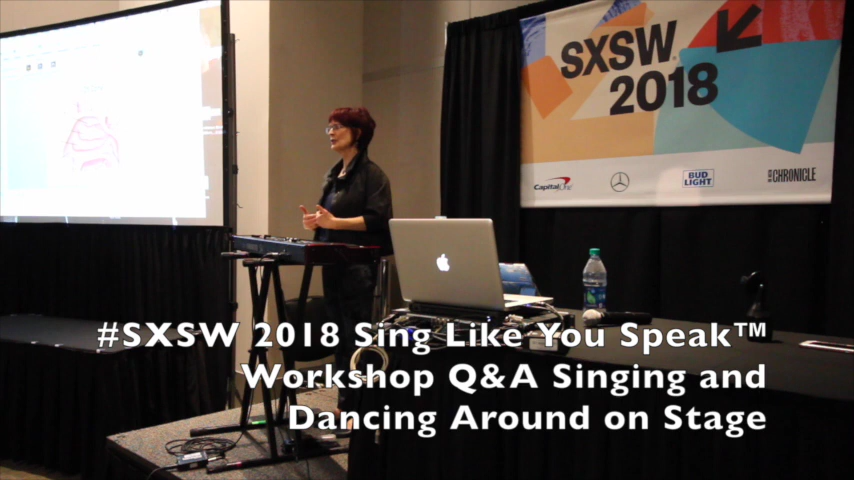 SXSW
2018
Capital One
BUD
LIGHT
CHRONICLE
#SXSW 2018 Sing Like You Speak™
Workshop Q&A Singing and
Dancing Around on Stage